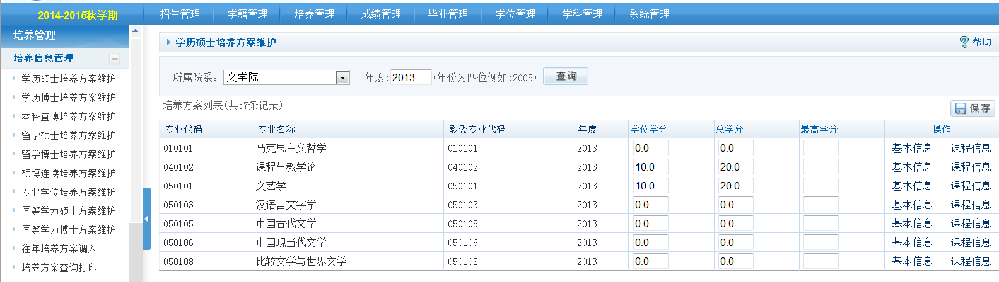 2014-2015秋学期 招生管理 学籍管理 培养管理 成绩管理 毕业管理 学位管理 学科管理 系统管理
培养管理
培养信息管理
学历硕士培养方案维护
学历博士培养方案维护
本科直博培养方案维护
留学硕士培养方案维护
留学博士培养方案维护
硕博连读培养方案维护
专业学位培养方案维护
同等学力硕士方案维护
同等学力博士方案维护
往年培养方案调入
培养方案查询打印
学历硕士培养方案维护 帮助
所属院系： 文学院 年度:2013 (年份为四位例如:2005) 查询
培养方案列表(共:7条记录) 保存
专业代码 专业名称 教委专业代码 年度 学位学分 总学分 最高学分 操作
010101 马克思主义哲学 010101 2013 0.0 0.0 基本信息 课程信息
040102 课程与教学论 040102 2013 10.0 20.0 基本信息 课程信息
050101 文艺学 050101 2013 10.0 20.0 基本信息 课程信息
050103 汉语言文字学 050103 2013 0.0 0.0 基本信息 课程信息
050105 中国古代文学 050105 2013 0.0 0.0 基本信息 课程信息
050106 中国现当代文学 050106 2013 0.0 0.0 基本信息 课程信息
050108 比较文学与世界文学 050108 2013 0.0 0.0 基本信息 课程信息